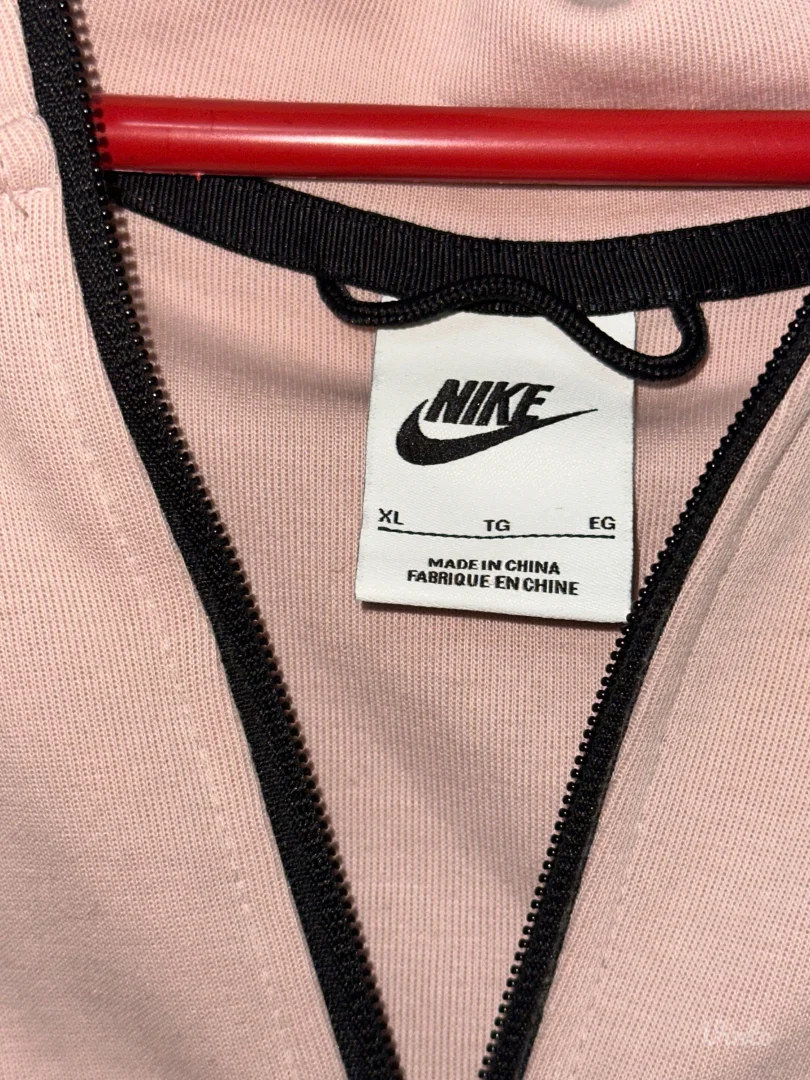 NIKE
XL TG EG
MADE IN CHINA
FABRIQUE EN CHINE